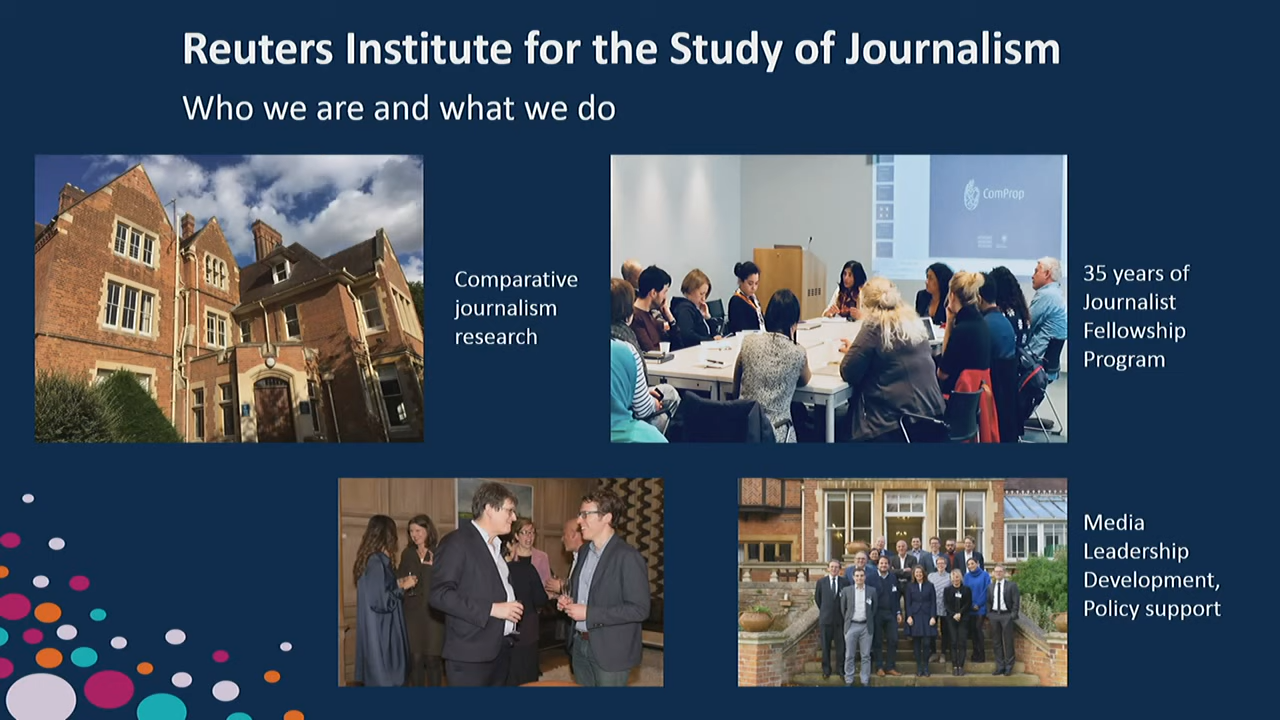 Reuters Institute for the Study of Journalism
Who we are and what we do
Comparative
journalism
research
ComProp
35 years of
Journalist
Fellowship
Program
Media
Leadership
Development,
Policy support